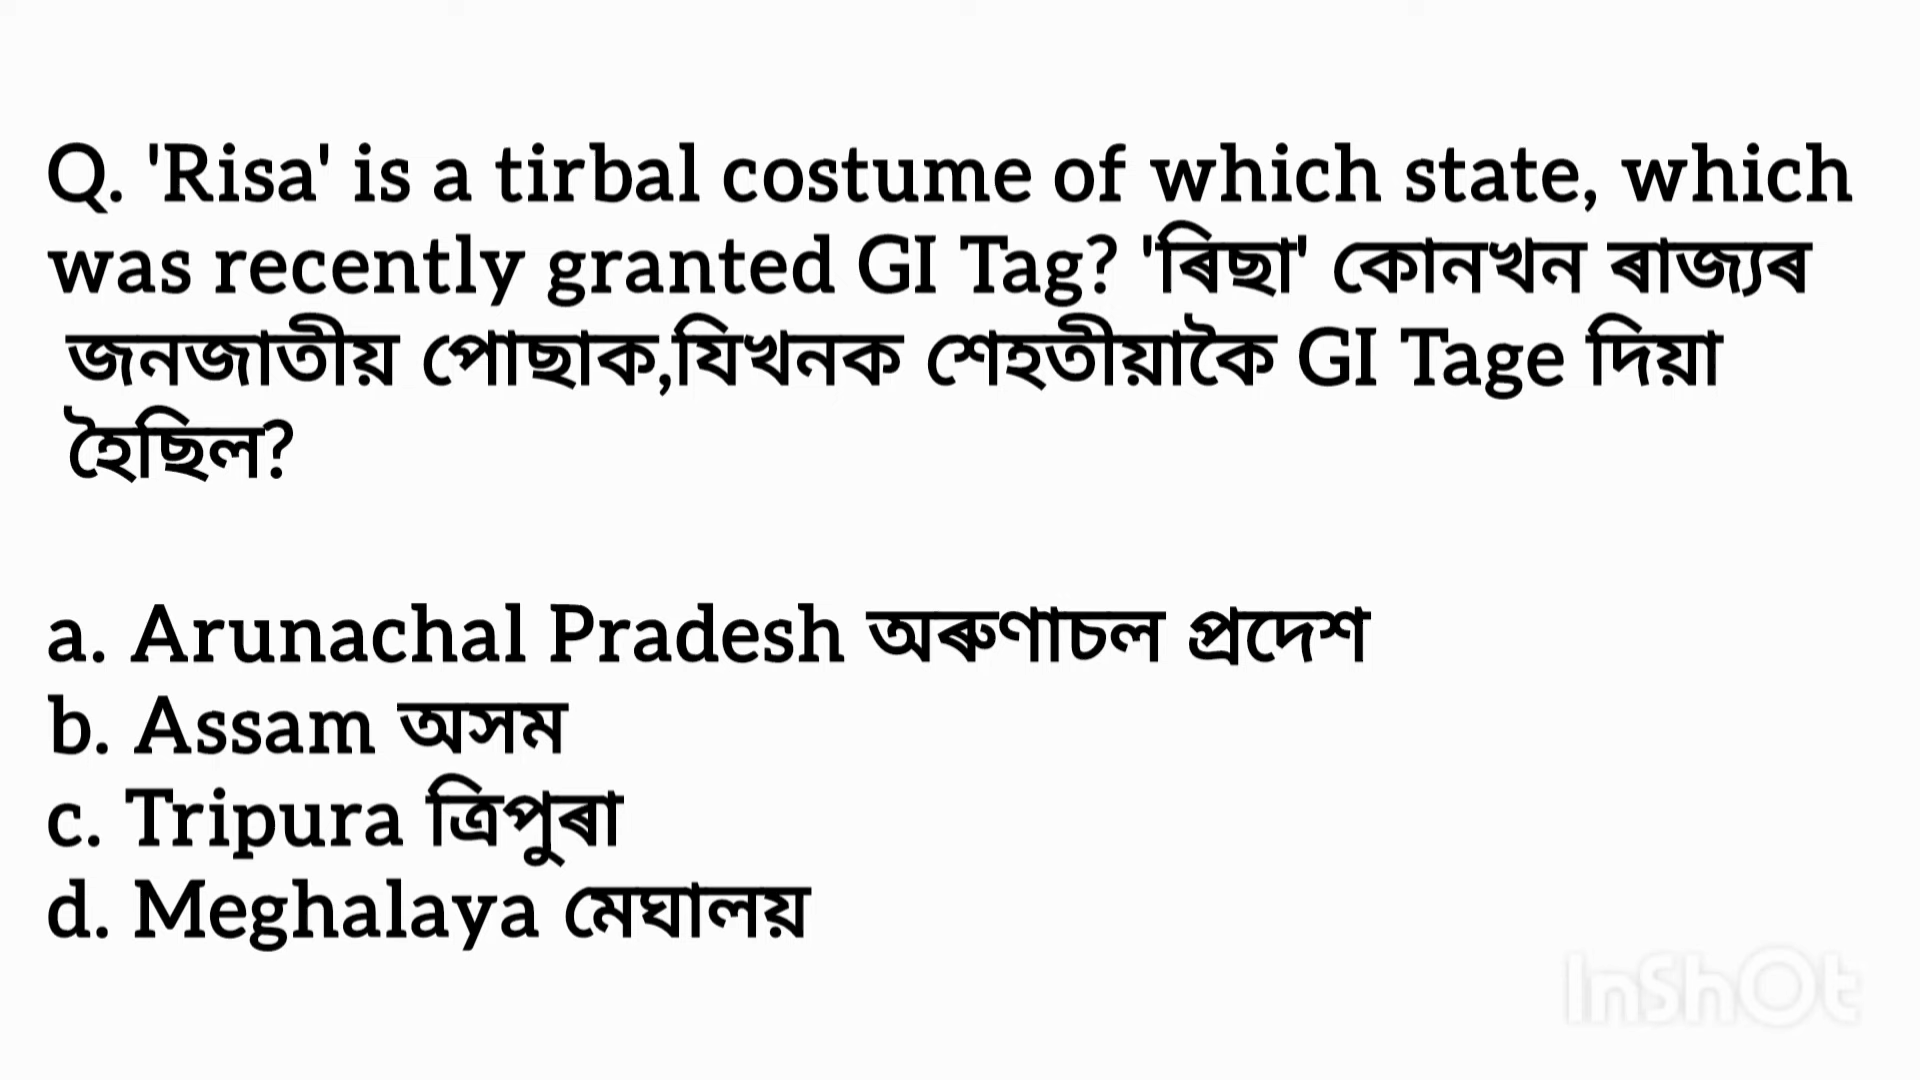 Q. 'Risa' is a tirbal costume of which state, which
was recently granted GI Tag? 'ৰিছা' কোনখন ৰাজ্যৰ
জনজাতীয় পোছাক,যিখনক শেহতীয়াকৈ GI Tage দিয়া
হৈছিল?
a. Arunachal Pradesh অৰুণাচল প্ৰদেশ
b. Assam অসম
c. Tripura ত্ৰিপুৰা
d. Meghalaya মেঘালয়
InShOt